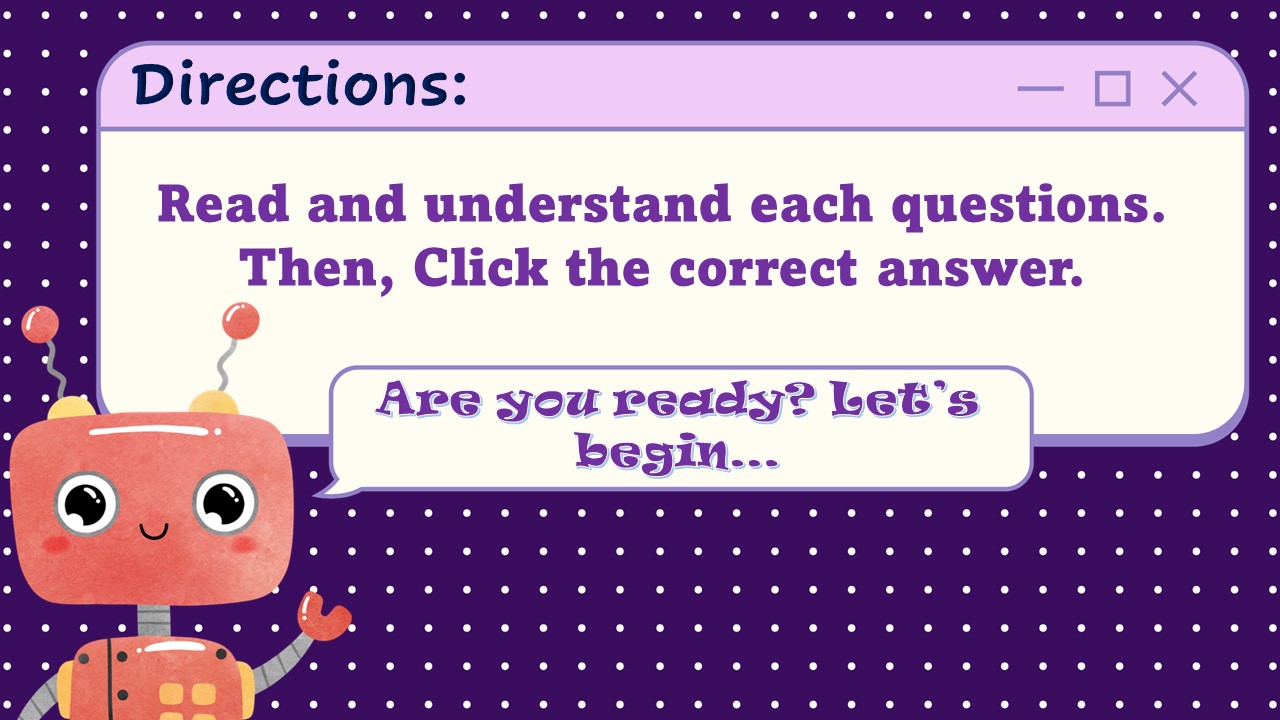 Directions:
Read and understand each questions.
Then, Click the correct answer.
Are you ready? Let's
begin...